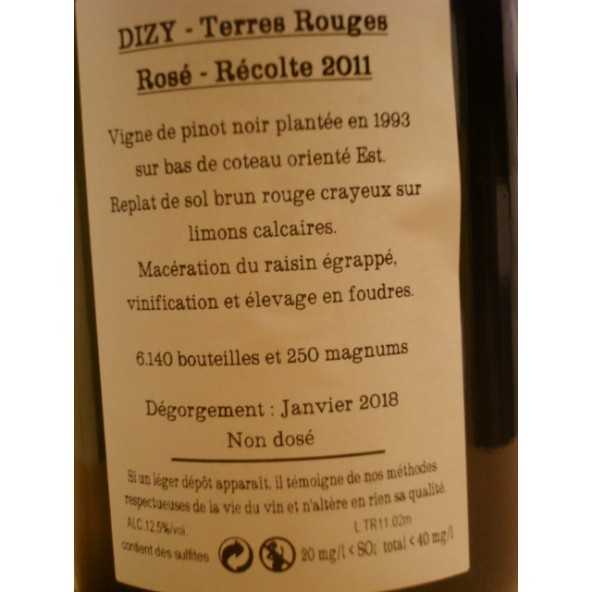 DIZY - Terres Rouges
Rosé - Récolte 2011
Vigne de pinot noir plantée en 1993
sur bas de coteau orienté Est.
Replat de sol brun rouge crayeux sur
limons calcaires.
Macération du raisin égrappé,
vinification et élevage en foudres.
6.140 bouteilles et 250 magnums
Dégorgement : Janvier 2018
Non dosé
Si un léger dépôt apparaît, il témoigne de nos méthodes
respectueuses de la vie du vin et n'altère en rien sa qualité.
ALC.12.5%/vol. L TR11.02m
contient des sulfites 20 mg/l < SO; total < 40 mg/l